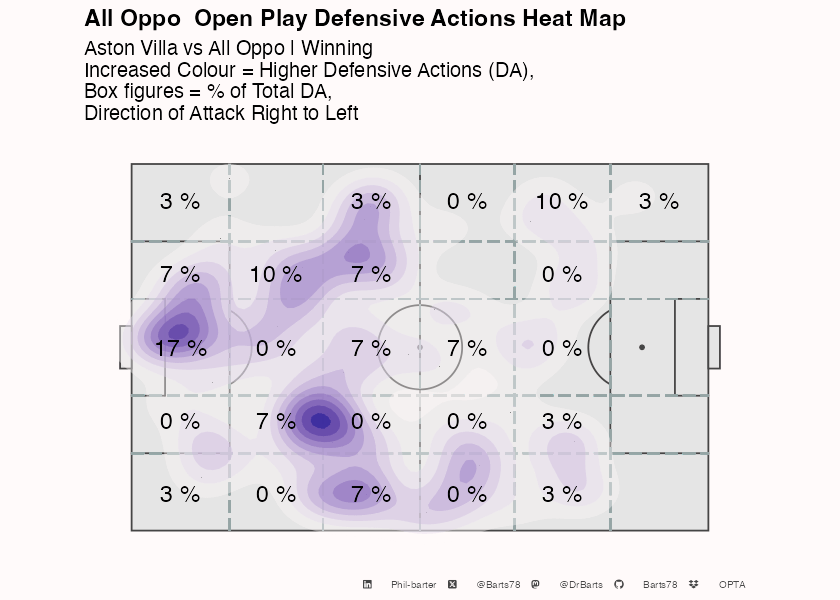 All Oppo  Open Play Defensive Actions Heat Map
Aston Villa vs All Oppo | Winning
Increased Colour = Higher Defensive Actions (DA),
Box figures = % of Total DA,
Direction of Attack Right to Left
3 % 3 % 0 % 10 % 3 %
7 % 10 % 7 % 0 %
17 % 0 % 7 % 7 % 0 %
0 % 7 % 0 % 0 % 3 %
3 % 0 % 7 % 0 % 3 %
Phil-barter @Barts78 @DrBarts Barts78 OPTA